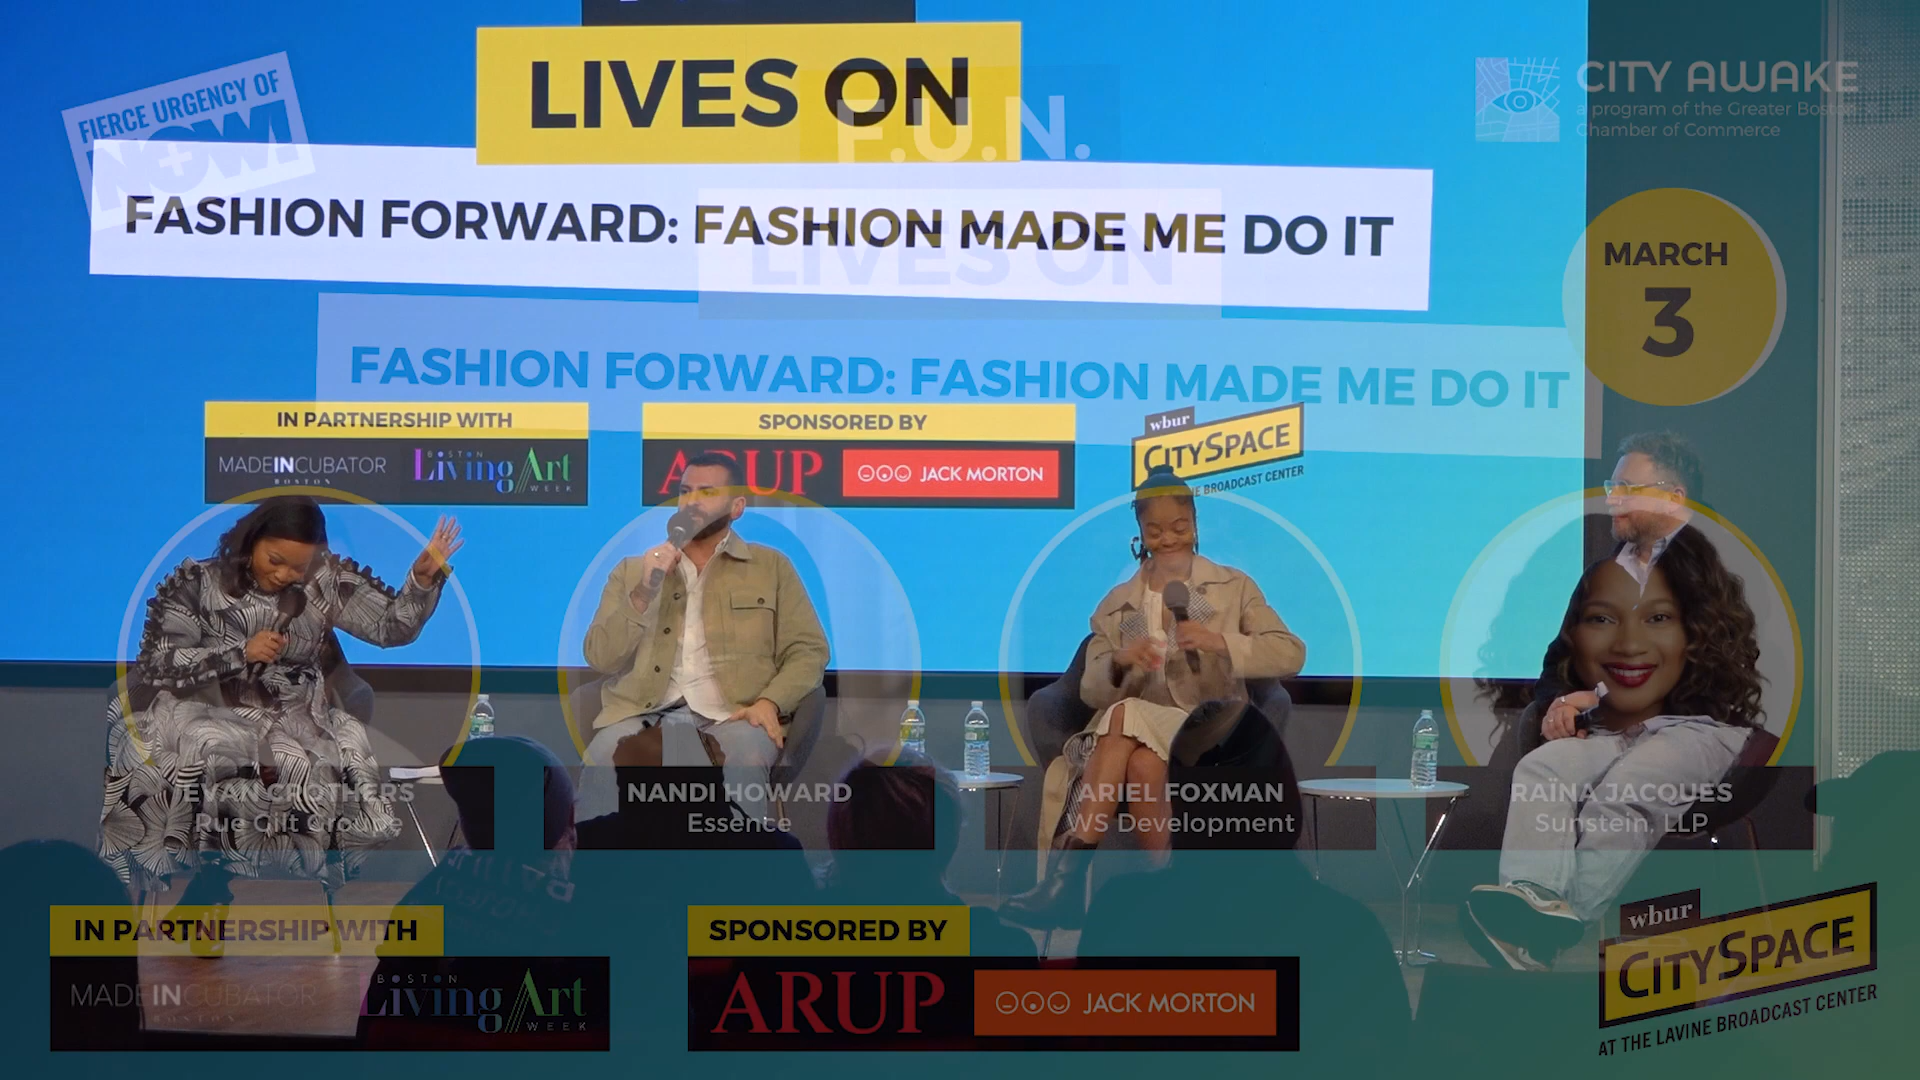 LIVES ON
FIERCE URGENCY OF
NOW!
F.U.N.
CITY AWAKE
a program of the Greater Boston
Chamber of Commerce
FASHION FORWARD: FASHION MADE ME DO IT
LIVES ON
MARCH
3
FASHION FORWARD: FASHION MADE ME DO IT
IN PARTNERSHIP WITH
MADEINCUBATOR
BOSTON
BOSTON
Living Art
WEEK
SPONSORED BY
ARUP
JACK MORTON
wbur
CITYSPACE
BROADCAST CENTER
EVAN CROTHERS
Rue Gilt Groupe
NANDI HOWARD
Essence
ARIEL FOXMAN
WS Development
RAÏNA JACQUES
Sunstein, LLP
IN PARTNERSHIP WITH
MADEINCUBATOR
BOSTON
BOSTON
Living Art
WEEK
SPONSORED BY
ARUP
JACK MORTON
wbur
CITYSPACE
AT THE LAVINE BROADCAST CENTER